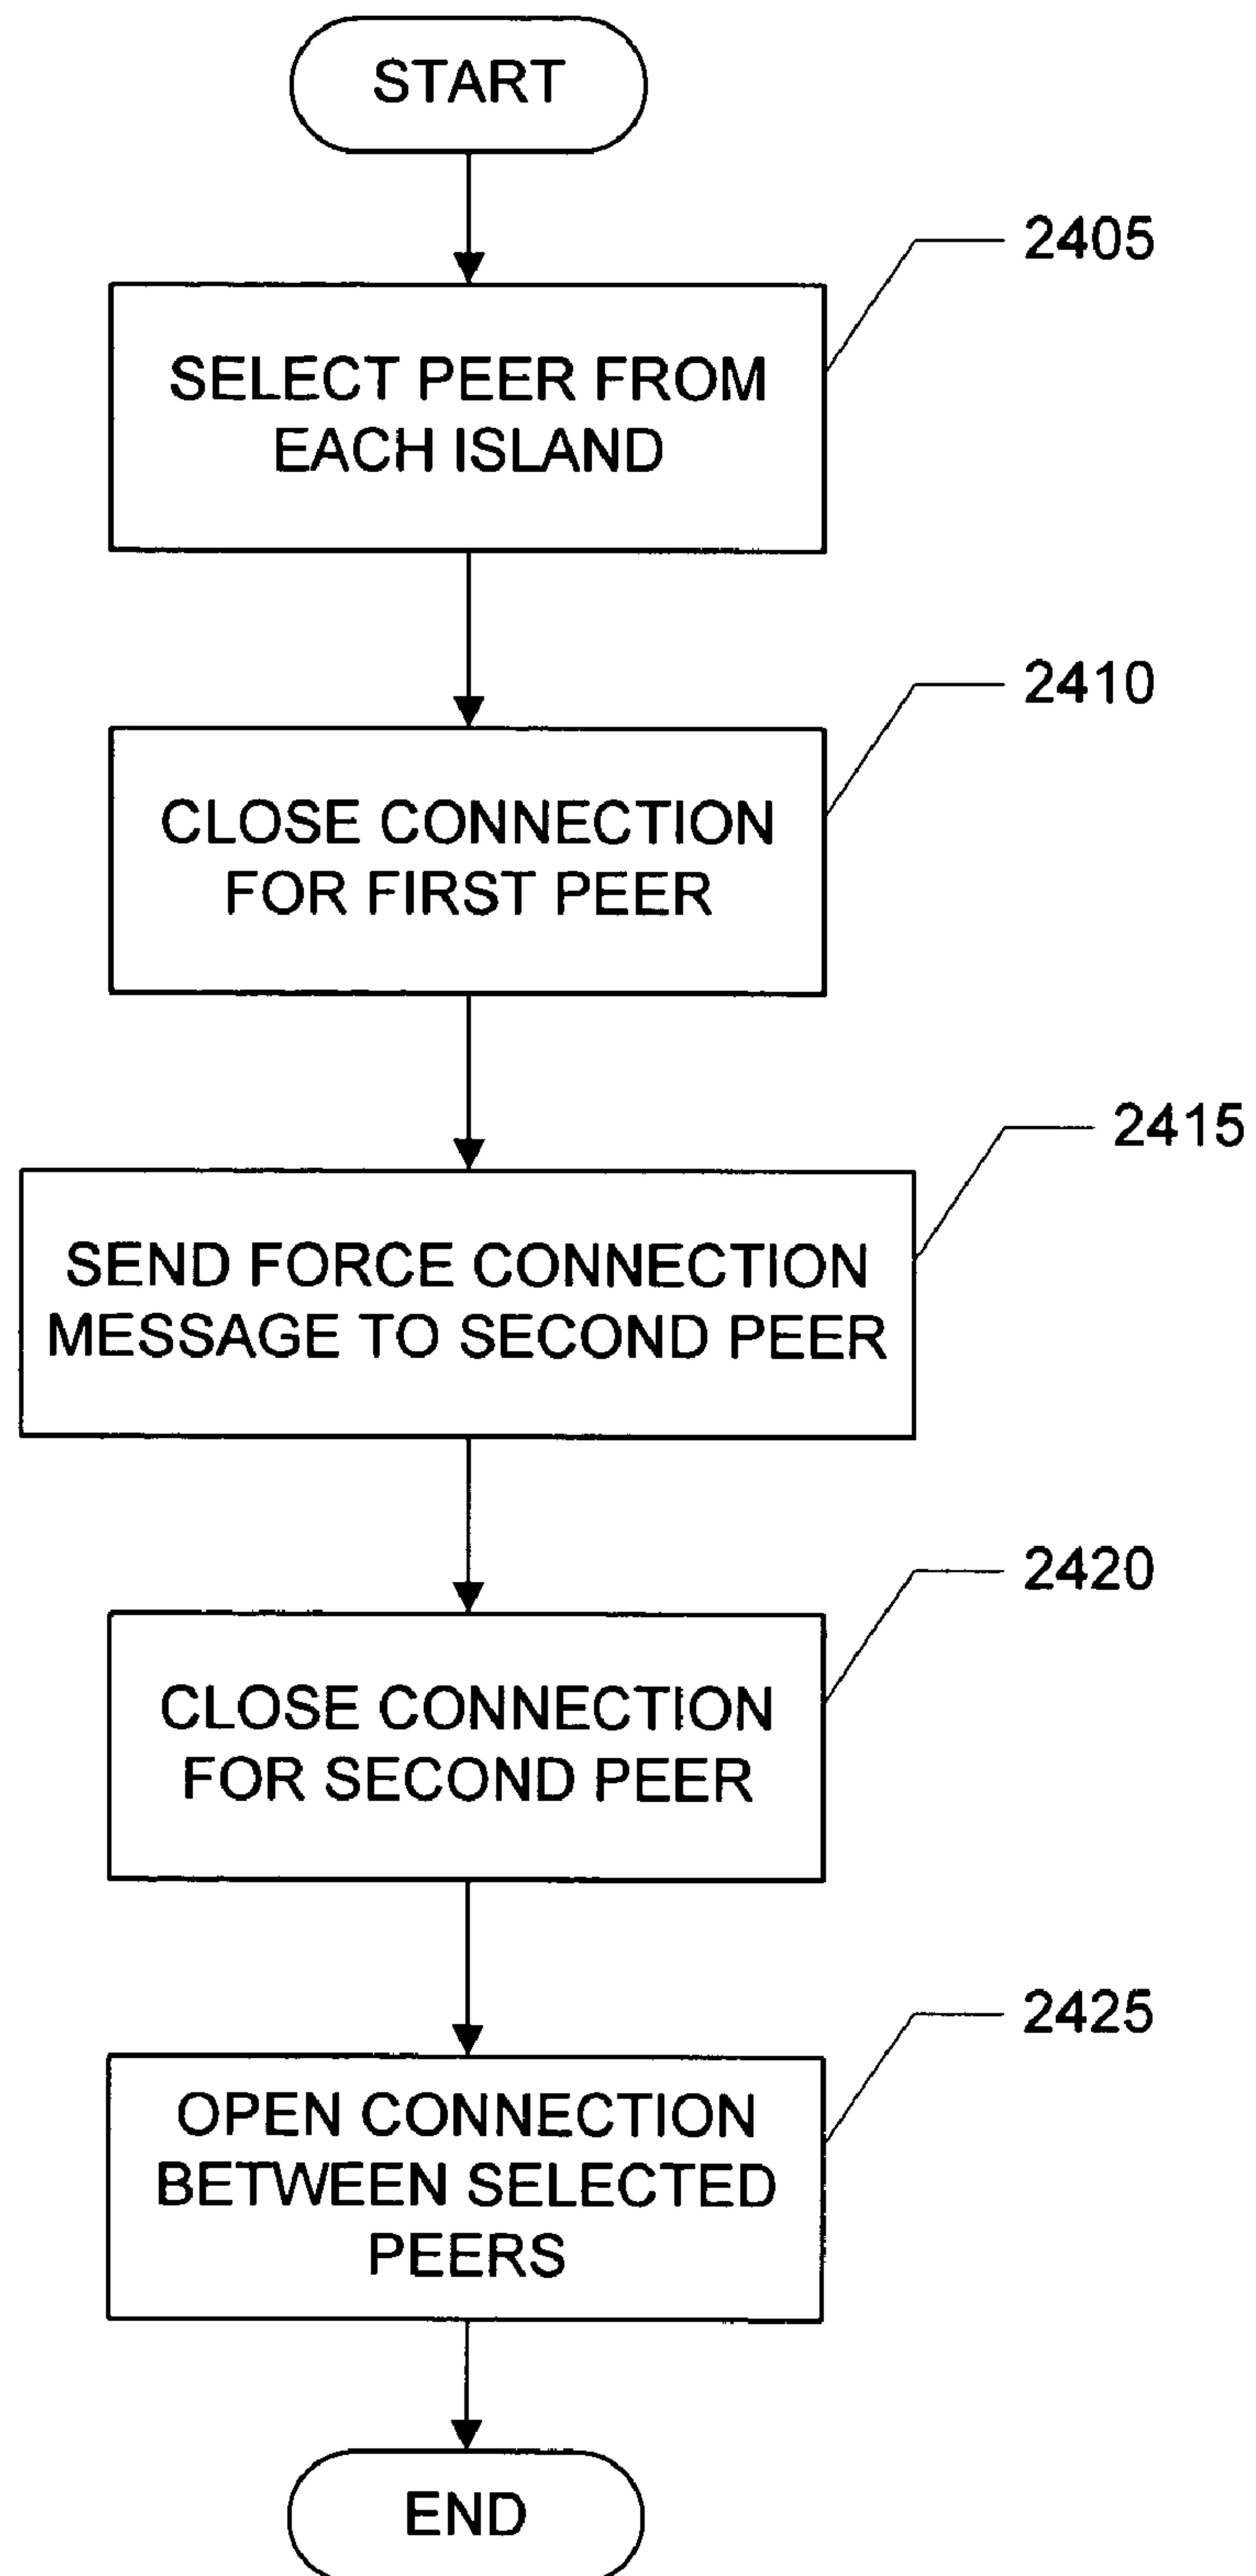 START
2405
SELECT PEER FROM
EACH ISLAND
2410
CLOSE CONNECTION
FOR FIRST PEER
2415
SEND FORCE CONNECTION
MESSAGE TO SECOND PEER
2420
CLOSE CONNECTION
FOR SECOND PEER
2425
OPEN CONNECTION
BETWEEN SELECTED
PEERS
END